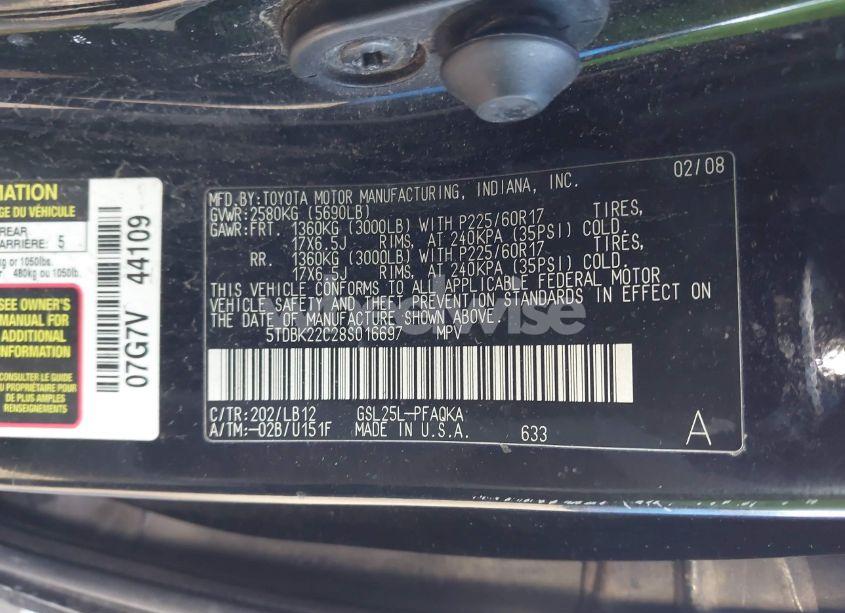 MATION
AGE DU VÉHICULE
REAR
ARRIÈRE 5
kg or 1050lbs.
480kg ou 1050lb.
SEE OWNER'S
MANUAL FOR
ADDITIONAL
INFORMATION
CONSULTER LE GUIDE
DE PLUS AMPLES
RENSEIGNEMENTS
07G7V 44109
02/08
MFD.BY:TOYOTA MOTOR MANUFACTURING, INDIANA, INC.
GVWR:2580KG (5690LB)
GAWR:FRT. 1360KG (3000LB) WITH P225/60R17 TIRES,
17X6.5J RIMS, AT 240KPA (35PSI) COLD.
RR. 1360KG (3000LB) WITH P225/60R17 TIRES,
17X6.5J RIMS, AT 240KPA (35PSI) COLD.
THIS VEHICLE CONFORMS TO ALL APPLICABLE FEDERAL MOTOR
VEHICLE SAFETY AND THEFT PREVENTION STANDARDS IN EFFECT ON
THE DATE OF MANUFACTURE SHOWN ABOVE.
5TDBK22C28S016697 MPV
C/TR:202/LB12 GSL25L-PFAQKA
A/TM:-02B/U151F MADE IN U.S.A. 633 A